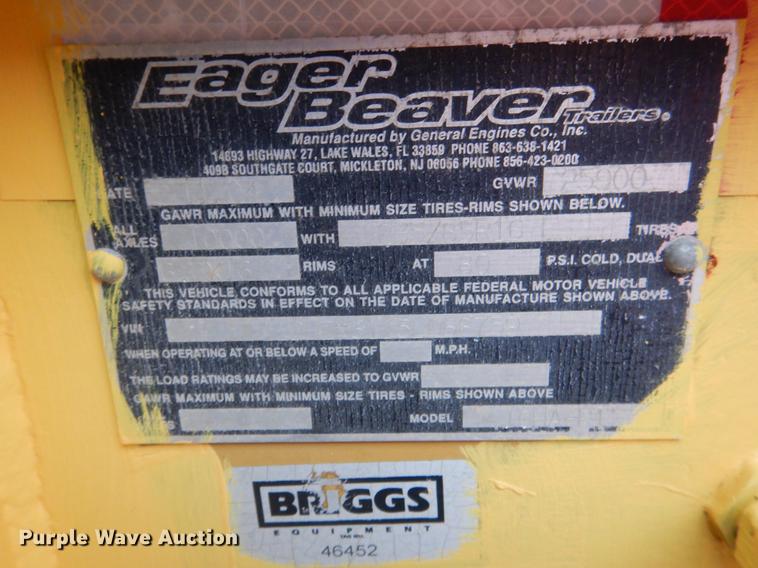 Eager
Beaver Trailers®
Manufactured by General Engines Co., Inc.
14693 HIGHWAY 27, LAKE WALES, FL 33859 PHONE 863-638-1421
409B SOUTHGATE COURT, MICKLETON, NJ 08056 PHONE 856-423-0200
GVWR 25900
GAWR MAXIMUM WITH MINIMUM SIZE TIRES-RIMS SHOWN BELOW.
ALL AXLES WITH TIRES
RIMS AT P.S.I. COLD, DUAL
THIS VEHICLE CONFORMS TO ALL APPLICABLE FEDERAL MOTOR VEHICLE
SAFETY STANDARDS IN EFFECT ON THE DATE OF MANUFACTURE SHOWN ABOVE.
VIN
WHEN OPERATING AT OR BELOW A SPEED OF M.P.H.
THE LOAD RATINGS MAY BE INCREASED TO GVWR
GAWR MAXIMUM WITH MINIMUM SIZE TIRES - RIMS SHOWN ABOVE
MODEL
BRIGGS
EQUIPMENT
46452
Purple Wave Auction